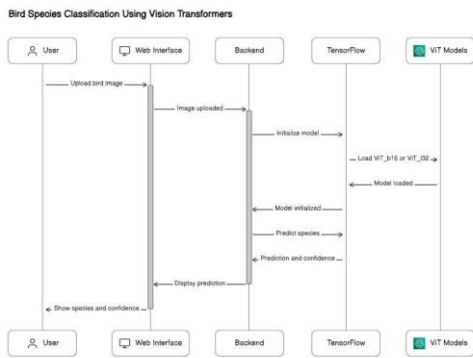 Bird Species Classification Using Vision Transformers
User
Web Interface
Backend
TensorFlow
ViT Models
Upload bird image
Image uploaded
Initialize model
Load ViT_b16 or ViT_l32
Model loaded
Model initialized
Predict species
Prediction and confidence
Display prediction
Show species and confidence
User
Web Interface
Backend
TensorFlow
ViT Models